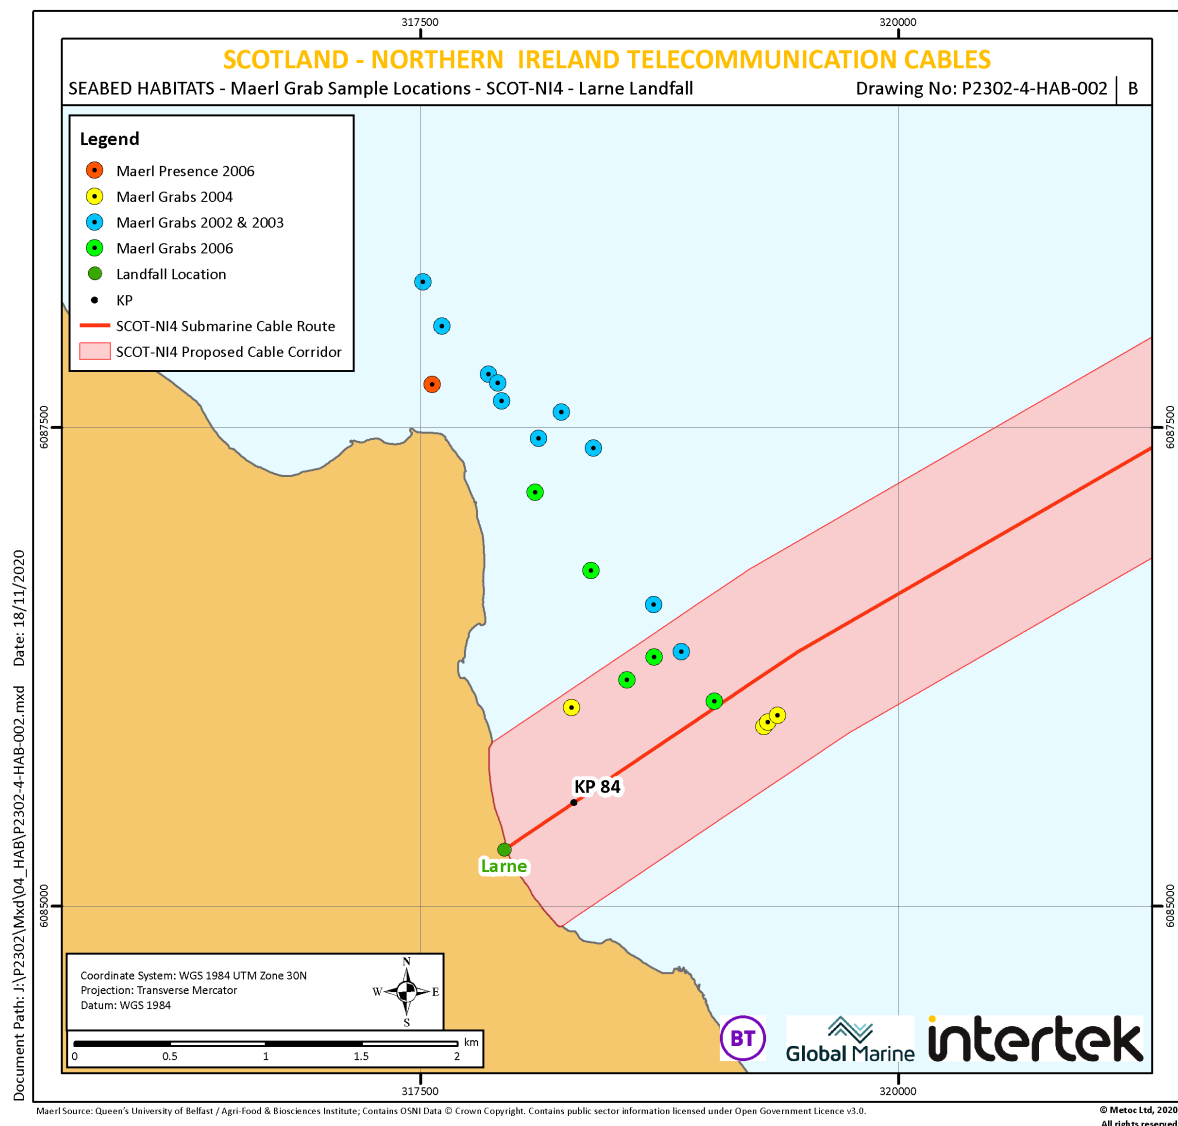 317500
320000
SCOTLAND - NORTHERN IRELAND TELECOMMUNICATION CABLES
SEABED HABITATS - Maerl Grab Sample Locations - SCOT-NI4 - Larne Landfall
Drawing No: P2302-4-HAB-002
B
Legend
Maerl Presence 2006
Maerl Grabs 2004
Maerl Grabs 2002 & 2003
Maerl Grabs 2006
Landfall Location
KP
SCOT-NI4 Submarine Cable Route
SCOT-NI4 Proposed Cable Corridor
6087500
6087500
KP 84
Larne
6085000
6085000
Document Path: J:\P2302\Mxd\04_HAB\P2302-4-HAB-002.mxd Date: 18/11/2020
Coordinate System: WGS 1984 UTM Zone 30N
Projection: Transverse Mercator
Datum: WGS 1984
N
W
E
S
km
0
0.5
1
1.5
2
BT
Global Marine
intertek
317500
320000
Maerl Source: Queen's University of Belfast / Agri-Food & Biosciences Institute; Contains OSNI Data © Crown Copyright. Contains public sector information licensed under Open Government Licence v3.0.
© Metoc Ltd, 2020
All rights reserved